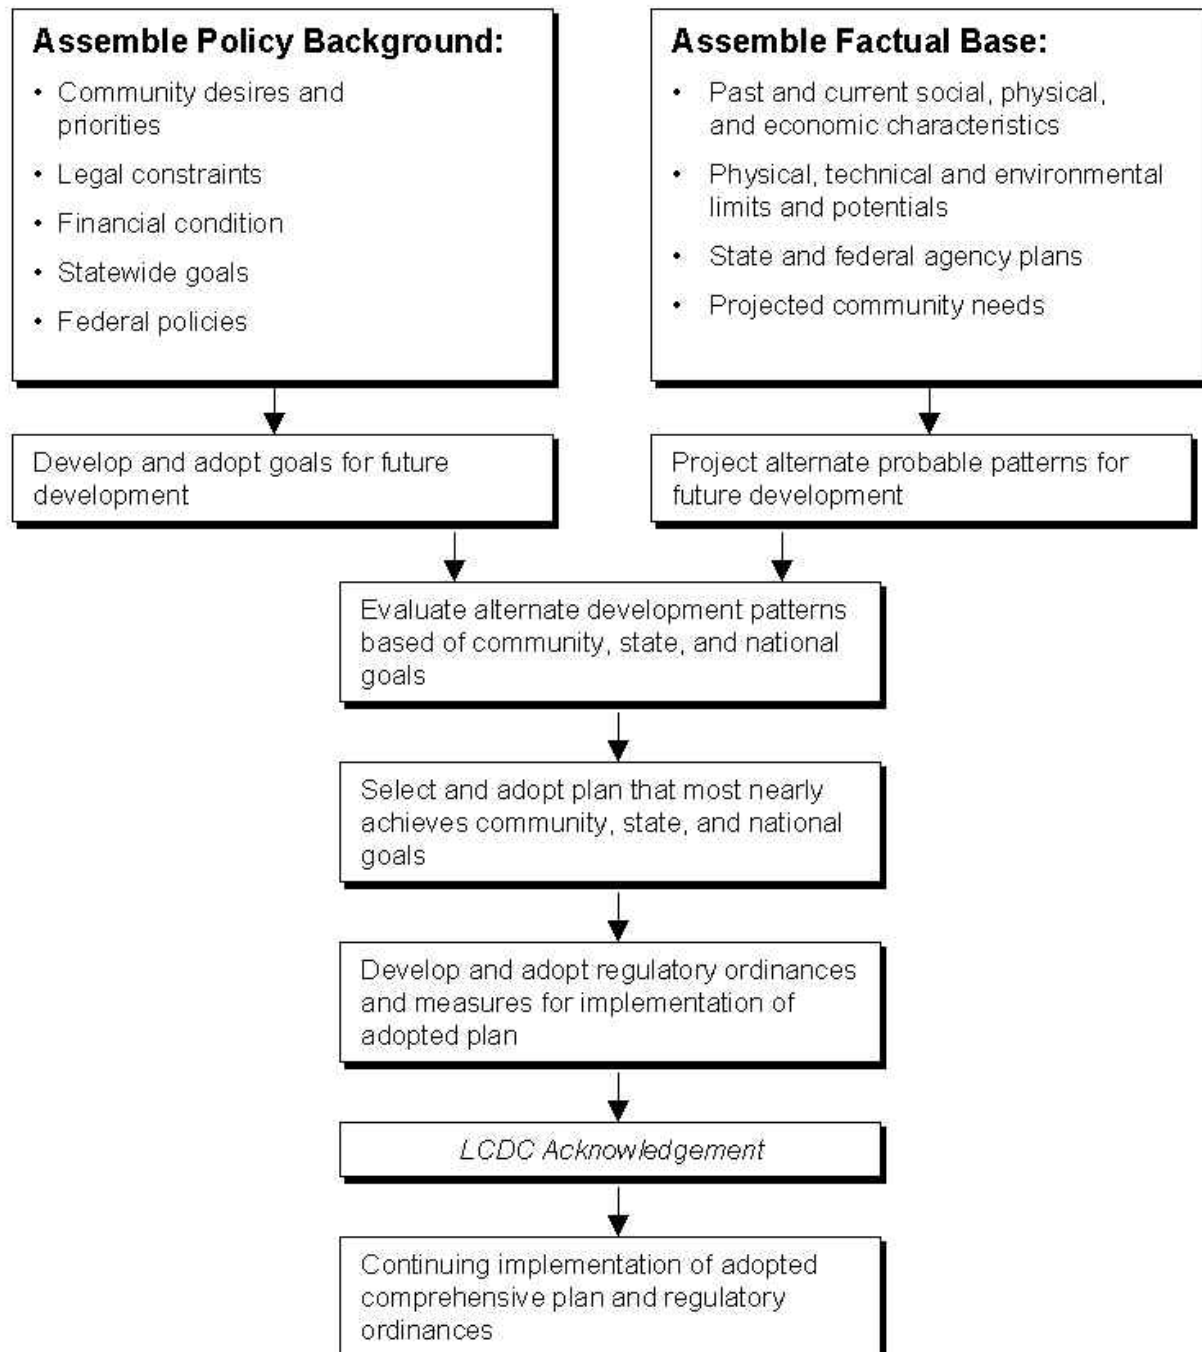 Assemble Policy Background:
• Community desires and
priorities
• Legal constraints
• Financial condition
• Statewide goals
• Federal policies
Assemble Factual Base:
• Past and current social, physical,
and economic characteristics
• Physical, technical and environmental
limits and potentials
• State and federal agency plans
• Projected community needs
Develop and adopt goals for future
development
Project alternate probable patterns for
future development
Evaluate alternate development patterns
based of community, state, and national
goals
Select and adopt plan that most nearly
achieves community, state, and national
goals
Develop and adopt regulatory ordinances
and measures for implementation of
adopted plan
LCDC Acknowledgement
Continuing implementation of adopted
comprehensive plan and regulatory
ordinances